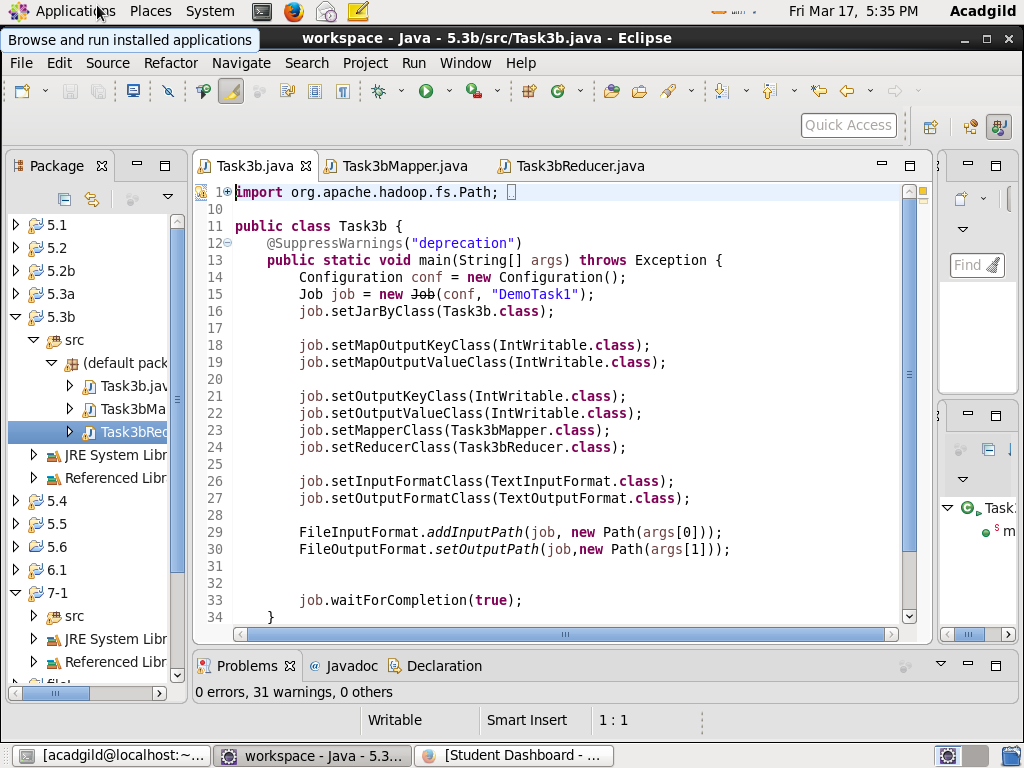 Applications Places System Fri Mar 17, 5:35 PM Acadgild
Browse and run installed applications
workspace - Java - 5.3b/src/Task3b.java - Eclipse
File Edit Source Refactor Navigate Search Project Run Window Help
Quick Access
Package
Task3b.java Task3bMapper.java Task3bReducer.java
5.1
5.2
5.2b
5.3a
5.3b
src
(default pack
Task3b.jav
Task3bMa
Task3bRed
JRE System Libr
Referenced Libr
5.4
5.5
5.6
6.1
7-1
src
JRE System Libr
Referenced Libr
1 import org.apache.hadoop.fs.Path;
10
11 public class Task3b {
12 @SuppressWarnings("deprecation")
13 public static void main(String[] args) throws Exception {
14 Configuration conf = new Configuration();
15 Job job = new Job(conf, "DemoTask1");
16 job.setJarByClass(Task3b.class);
17
18 job.setMapOutputKeyClass(IntWritable.class);
19 job.setMapOutputValueClass(IntWritable.class);
20
21 job.setOutputKeyClass(IntWritable.class);
22 job.setOutputValueClass(IntWritable.class);
23 job.setMapperClass(Task3bMapper.class);
24 job.setReducerClass(Task3bReducer.class);
25
26 job.setInputFormatClass(TextInputFormat.class);
27 job.setOutputFormatClass(TextOutputFormat.class);
28
29 FileInputFormat.addInputPath(job, new Path(args[0]));
30 FileOutputFormat.setOutputPath(job,new Path(args[1]));
31
32
33 job.waitForCompletion(true);
34 }
Find
Task3
m
Problems Javadoc Declaration
0 errors, 31 warnings, 0 others
Writable Smart Insert 1 : 1
[acadgild@localhost:~... workspace - Java - 5.3... [Student Dashboard - ...